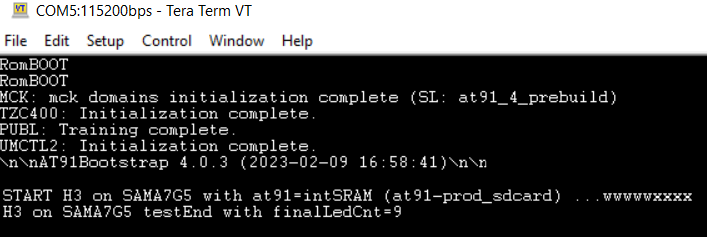 COM5:115200bps - Tera Term VT
File Edit Setup Control Window Help
RomBOOT
RomBOOT
MCK: mck domains initialization complete (SL: at91_4_prebuild)
TZC400: Initialization complete.
PUBL: Training complete.
UMCTL2: Initialization complete.
\n\nAT91Bootstrap 4.0.3 (2023-02-09 16:58:41)\n\n
START H3 on SAMA7G5 with at91=intSRAM (at91-prod_sdcard) ...wwwwwxxxx
H3 on SAMA7G5 testEnd with finalLedCnt=9